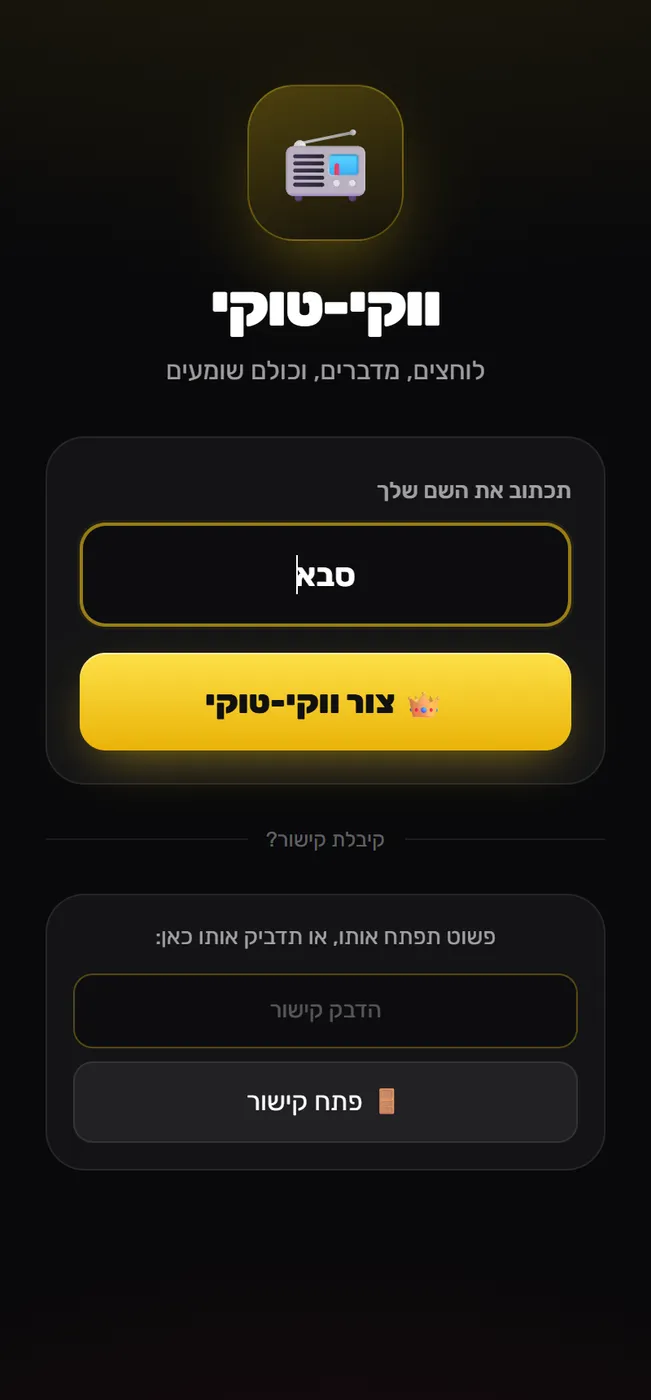 ווקי-טוקי
לוחצים, מדברים, וכולם שומעים
תכתוב את השם שלך
סבא
צור ווקי-טוקי
קיבלת קישור?
פשוט תפתח אותו, או תדביק אותו כאן:
הדבק קישור
פתח קישור